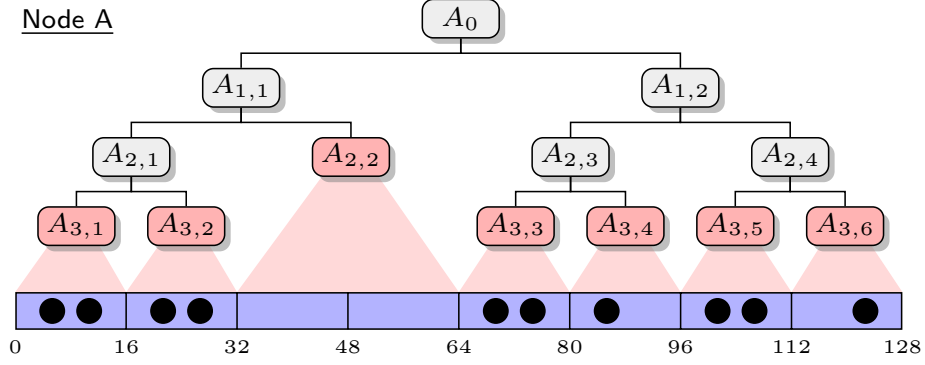 Node A
A0
A1,1 A1,2
A2,1 A2,2 A2,3 A2,4
A3,1 A3,2 A3,3 A3,4 A3,5 A3,6
0 16 32 48 64 80 96 112 128